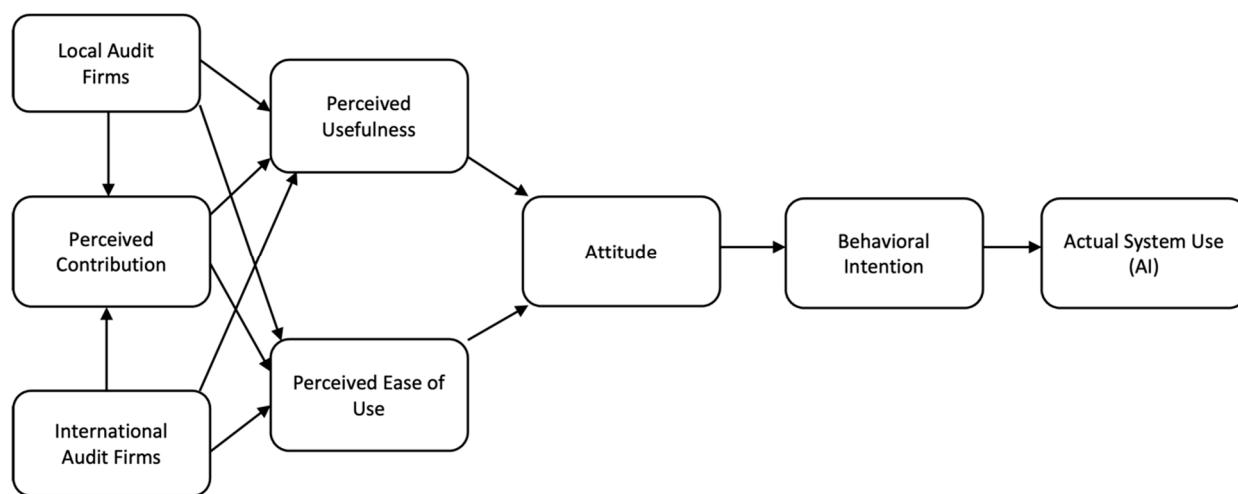 Local Audit
Firms
Perceived
Usefulness
Perceived
Contribution
Attitude
Behavioral
Intention
Actual System Use
(AI)
Perceived Ease of
Use
International
Audit Firms